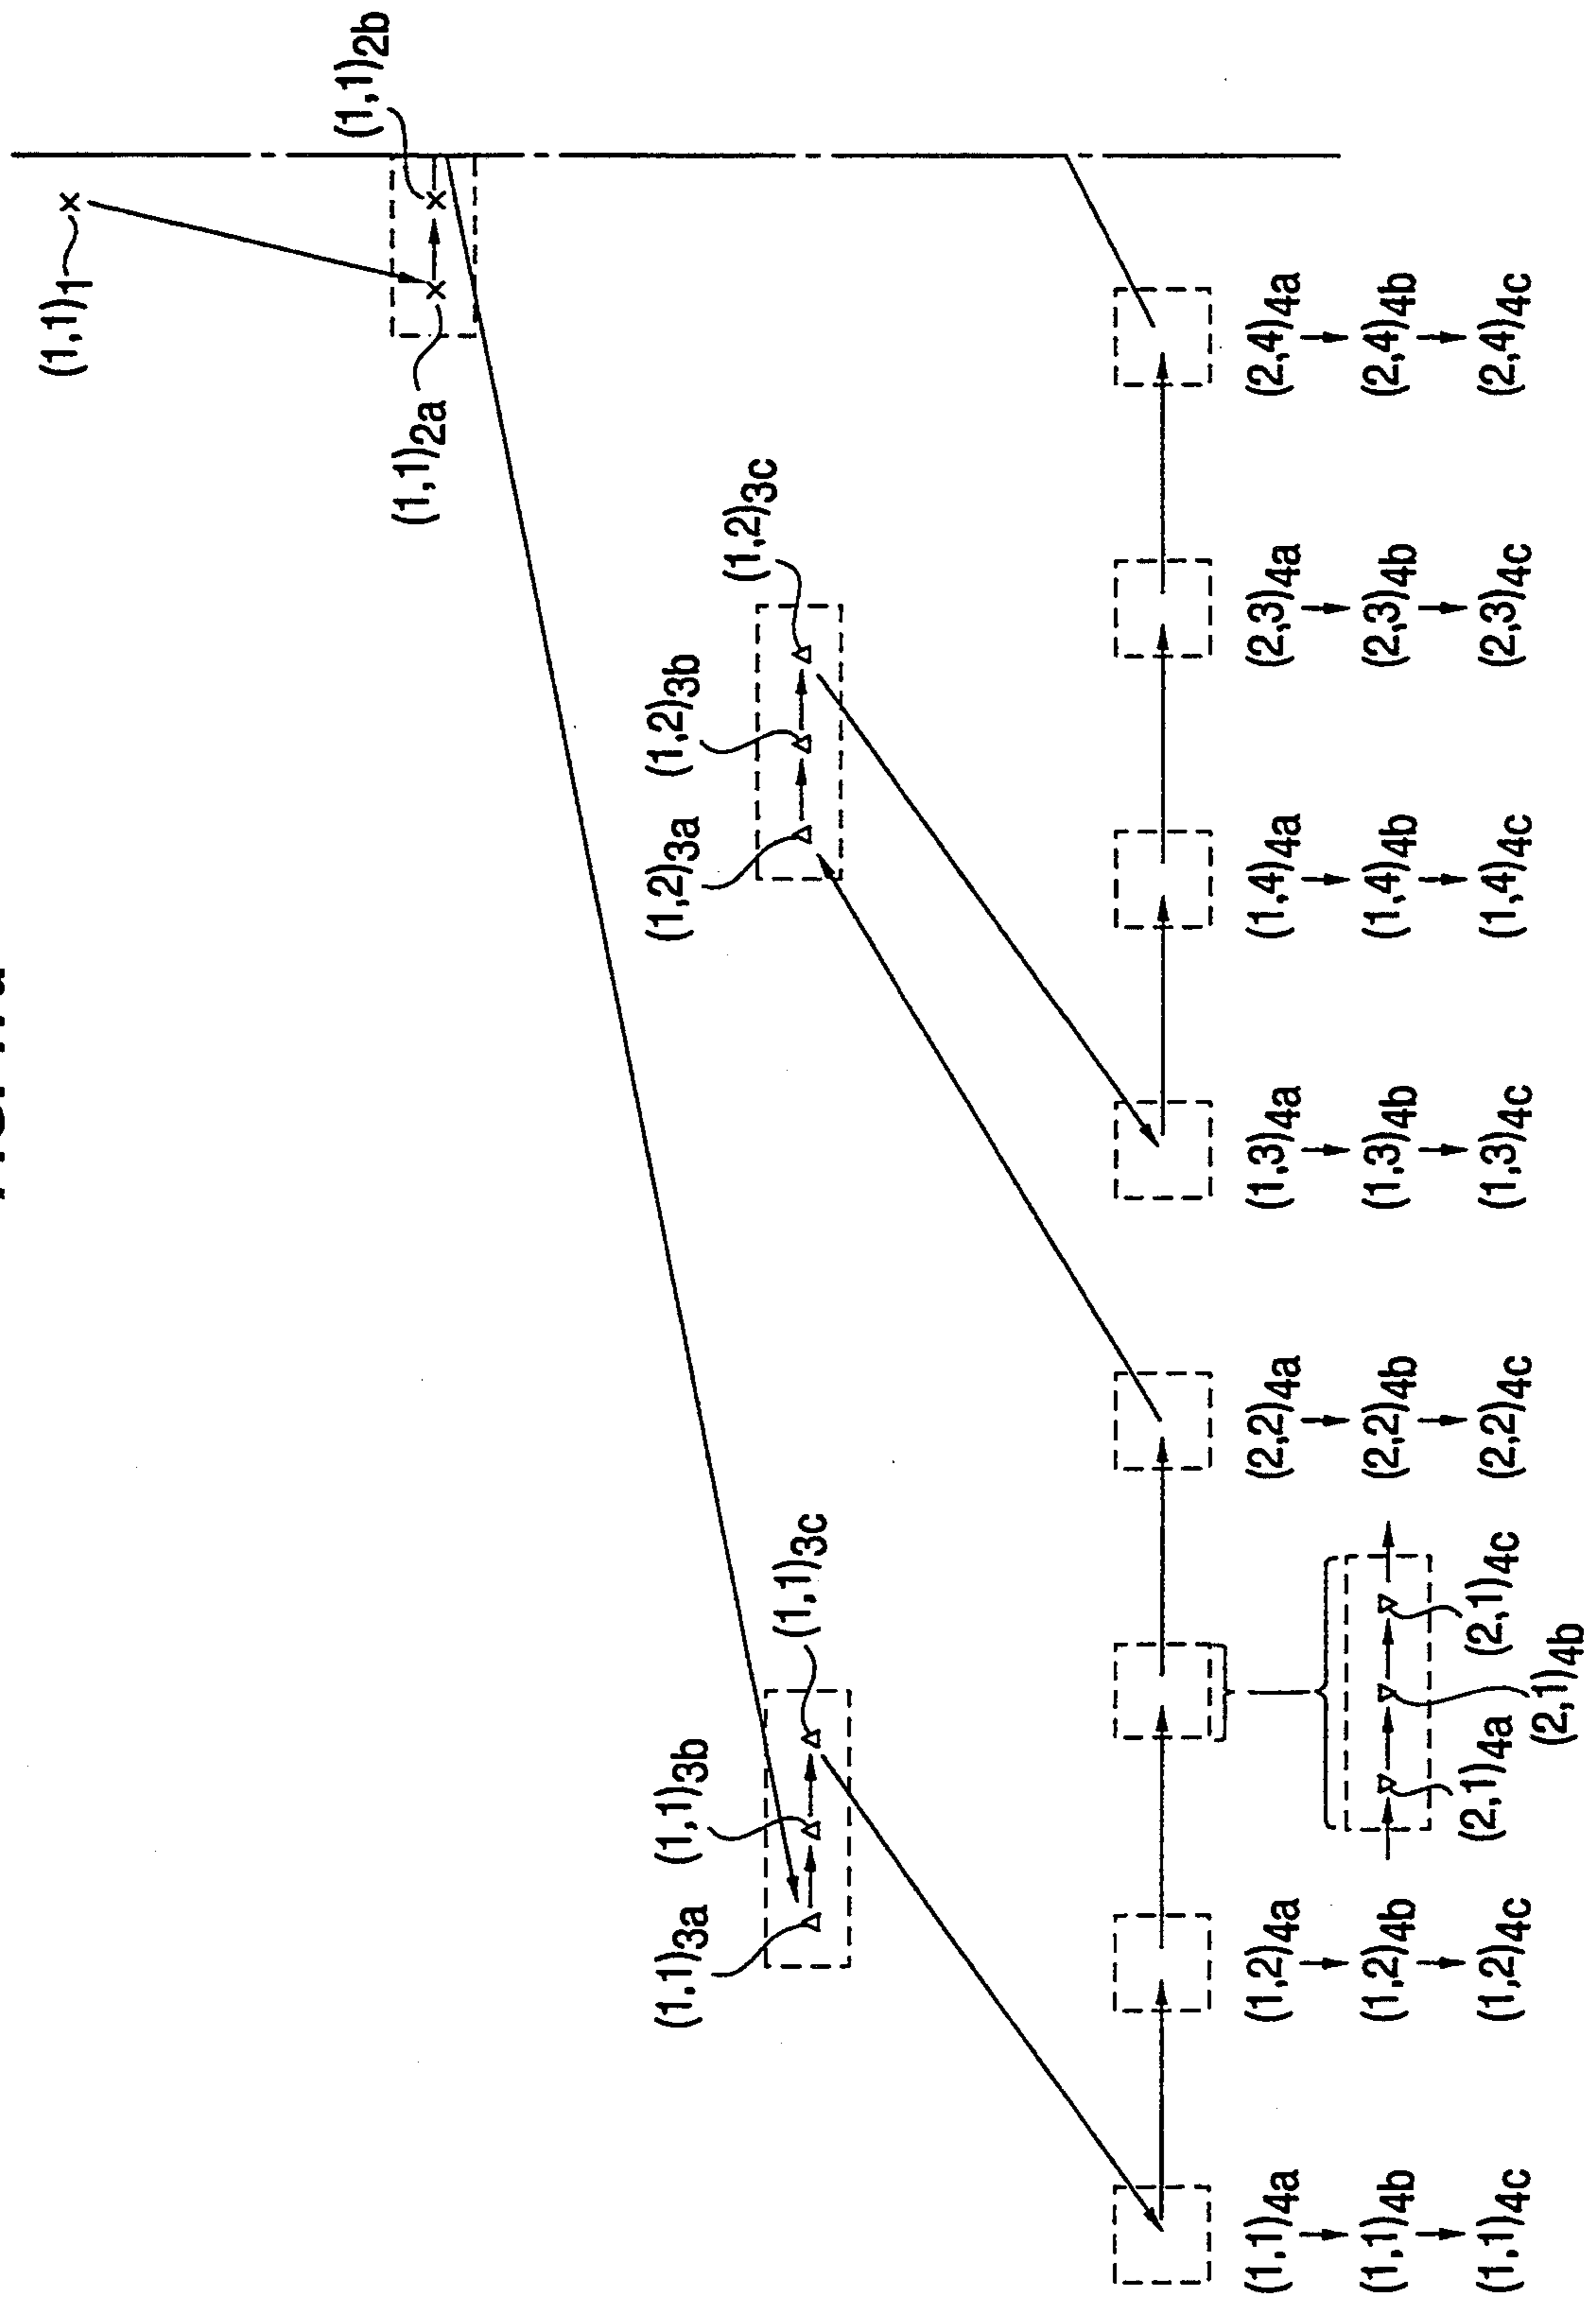 (1,1)1
(1,1)2a
(1,1)2b
(1,1)3a
(1,1)3b
(1,1)3c
(1,2)3a
(1,2)3b
(1,2)3c
(1,1)4a
(1,1)4b
(1,1)4c
(1,2)4a
(1,2)4b
(1,2)4c
(2,1)4a
(2,1)4b
(2,1)4c
(2,2)4a
(2,2)4b
(2,2)4c
(1,3)4a
(1,3)4b
(1,3)4c
(1,4)4a
(1,4)4b
(1,4)4c
(2,3)4a
(2,3)4b
(2,3)4c
(2,4)4a
(2,4)4b
(2,4)4c